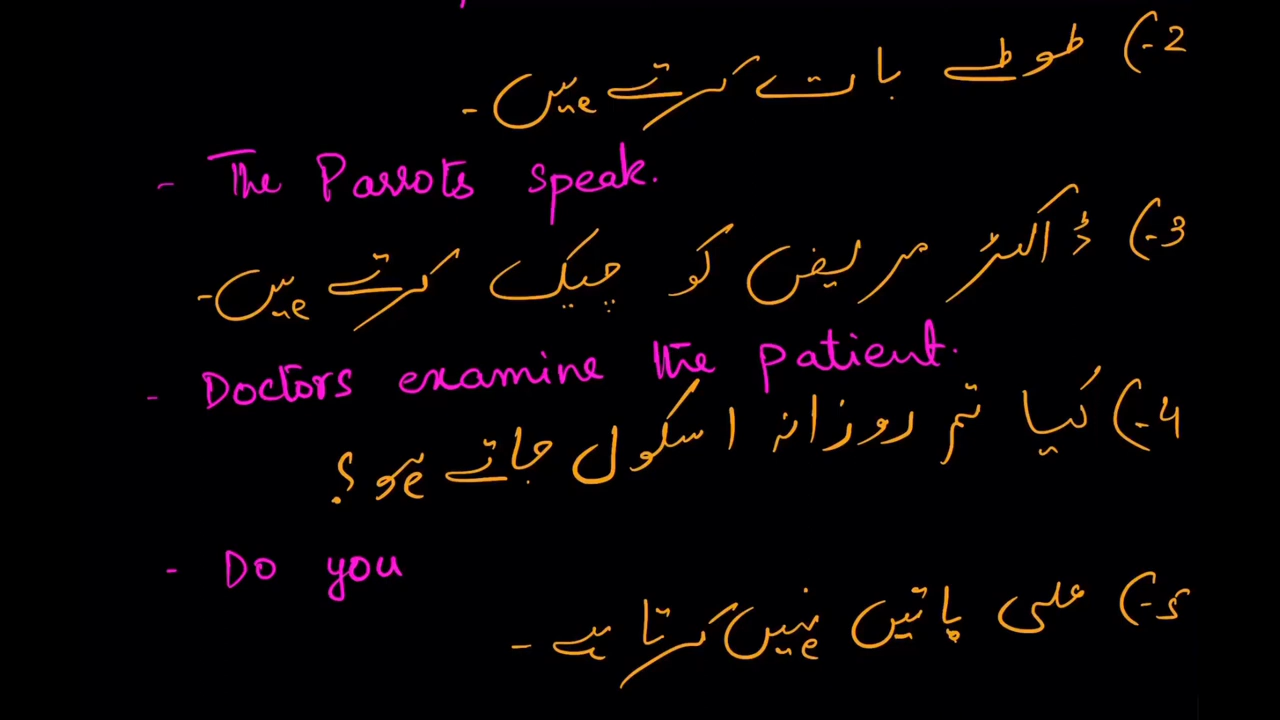 2-) طوطے بات کرتے ہیں -
- The Parrots speak.
3-) ڈاکٹر مریض کو چیک کرتے ہیں -
- Doctors examine the patient.
4-) کیا تم روزانہ اسکول جاتے ہو؟
- Do you
5-) علی باتیں نہیں کرتا ہے -